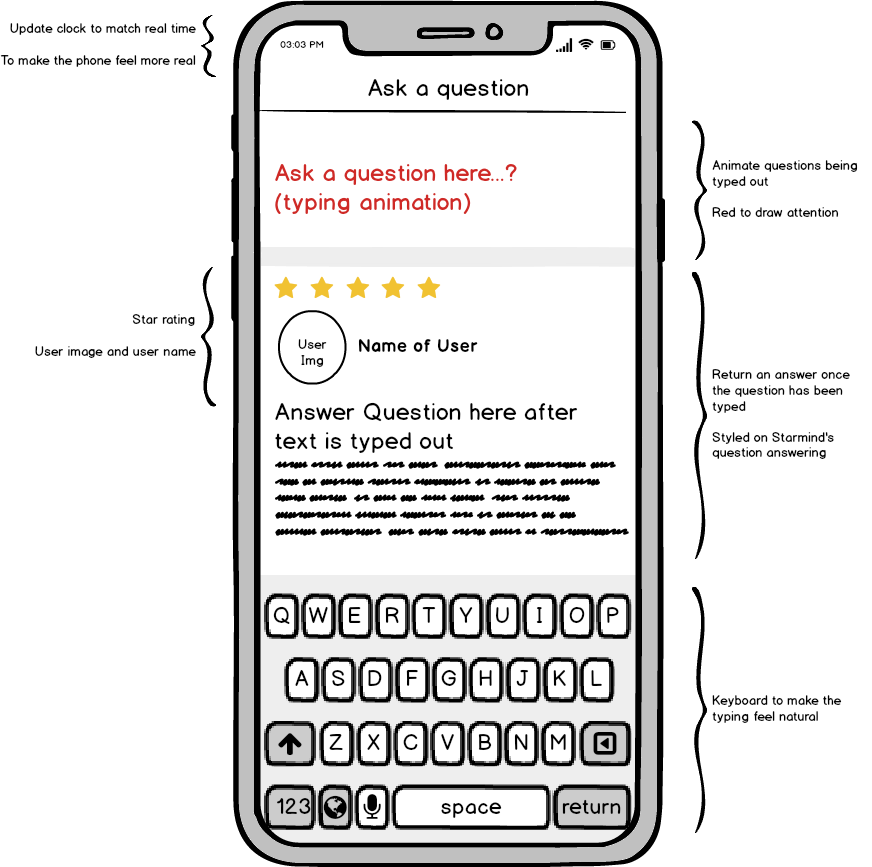 Update clock to match real time
To make the phone feel more real
03:03 PM
Ask a question
Ask a question here...?
(typing animation)
Animate questions being
typed out
Red to draw attention
Star rating
User image and user name
User
Img
Name of User
Answer Question here after
text is typed out
Return an answer once
the question has been
typed
Styled on Starmind's
question answering
Q W E R T Y U I O P
A S D F G H J K L
Z X C V B N M
123 space return
Keyboard to make the
typing feel natural